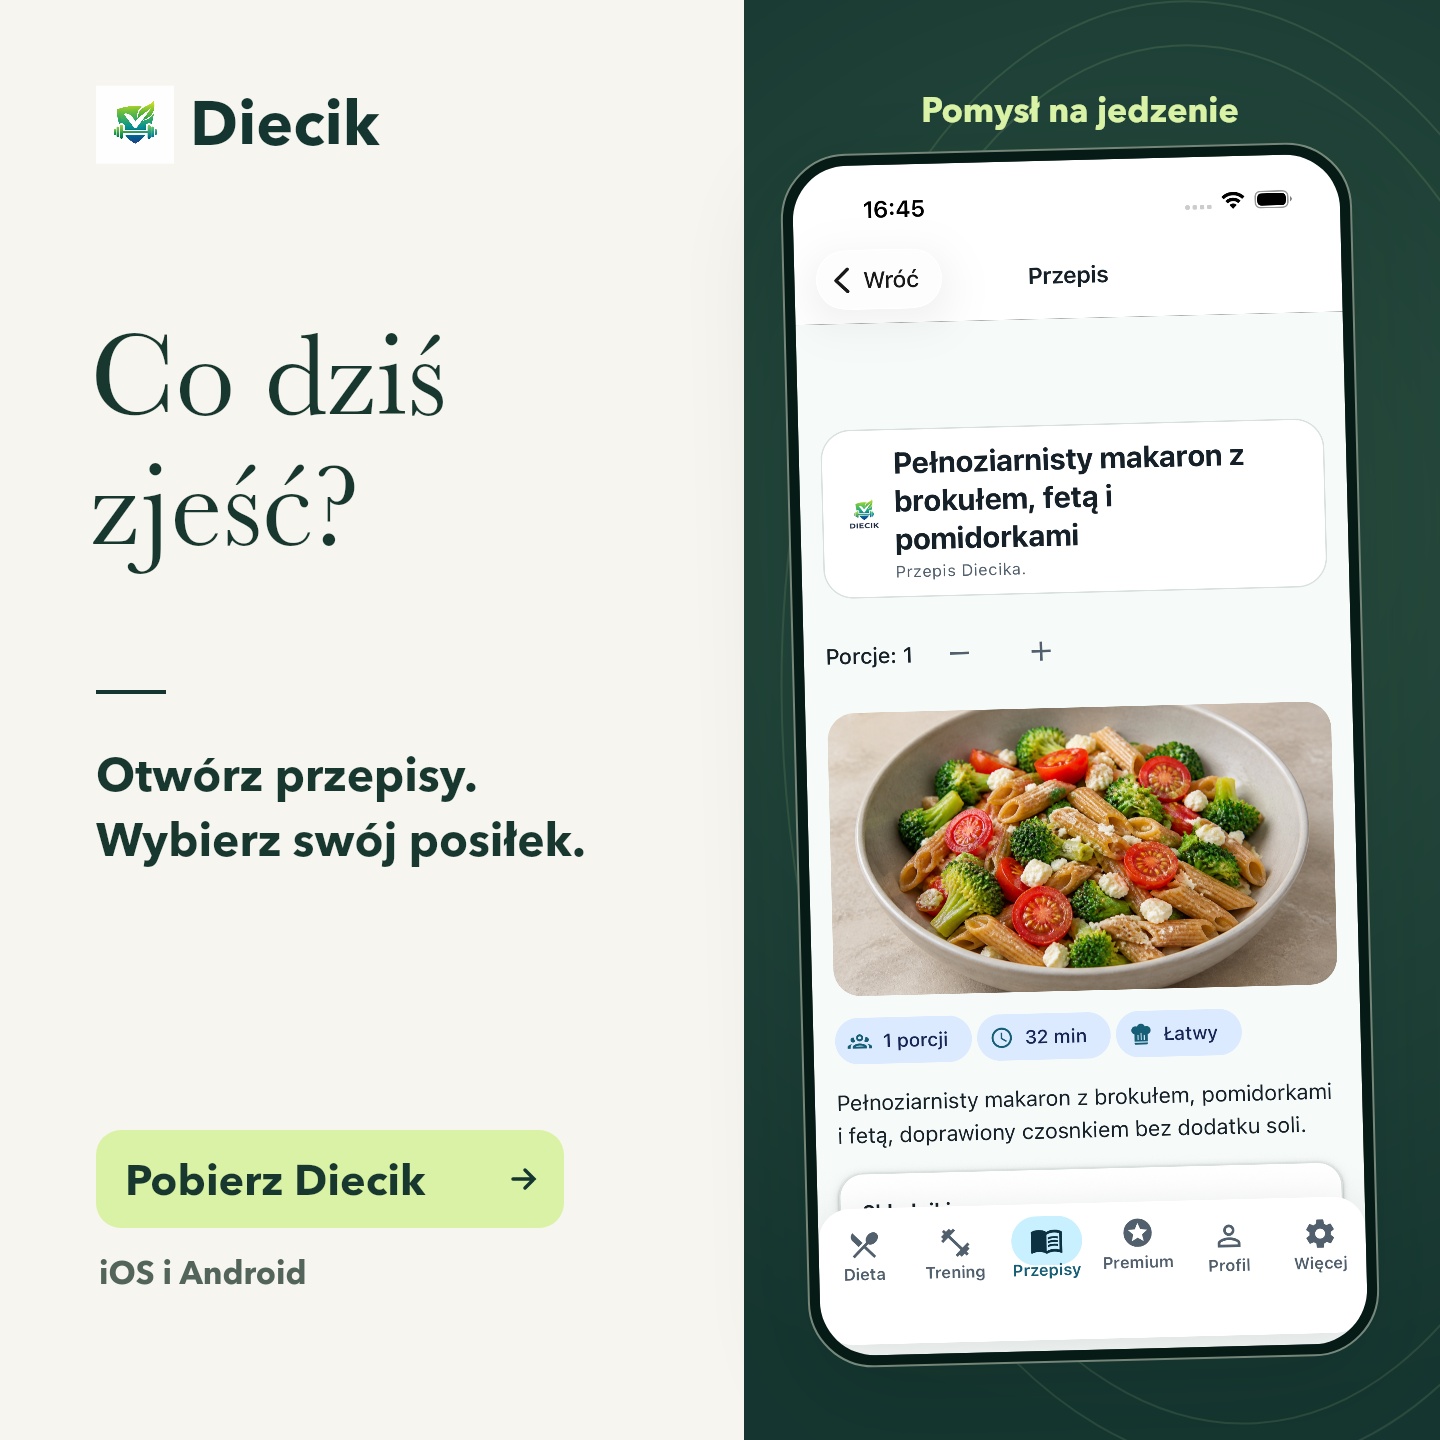 Diecik
Co dziś
zjeść?
Otwórz przepisy.
Wybierz swój posiłek.
Pobierz Diecik
iOS i Android
Pomysł na jedzenie
16:45
Wróć
Przepis
DIECIK
Pełnoziarnisty makaron z
brokułem, fetą i
pomidorkami
Przepis Diecika.
Porcje: 1
1 porcji
32 min
Łatwy
Pełnoziarnisty makaron z brokułem, pomidorkami
i fetą, doprawiony czosnkiem bez dodatku soli.
Dieta
Trening
Przepisy
Premium
Profil
Więcej